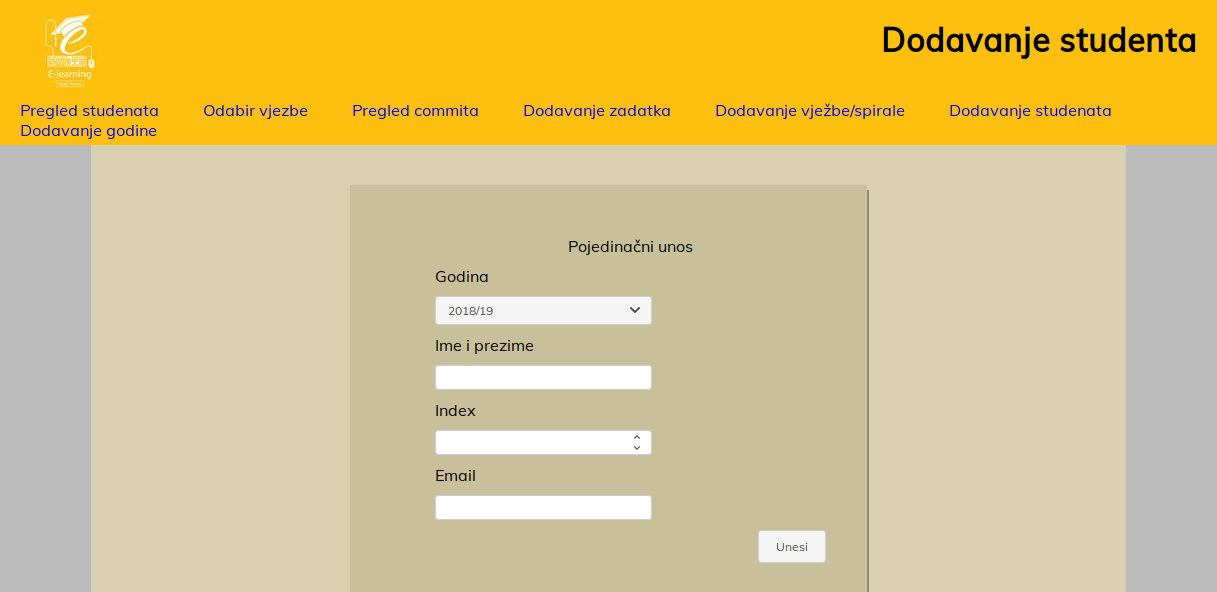 E-learning
Dodavanje studenta
Pregled studenata Odabir vjezbe Pregled commita Dodavanje zadatka Dodavanje vježbe/spirale Dodavanje studenata
Dodavanje godine
Pojedinačni unos
Godina
2018/19
Ime i prezime
Index
Email
Unesi